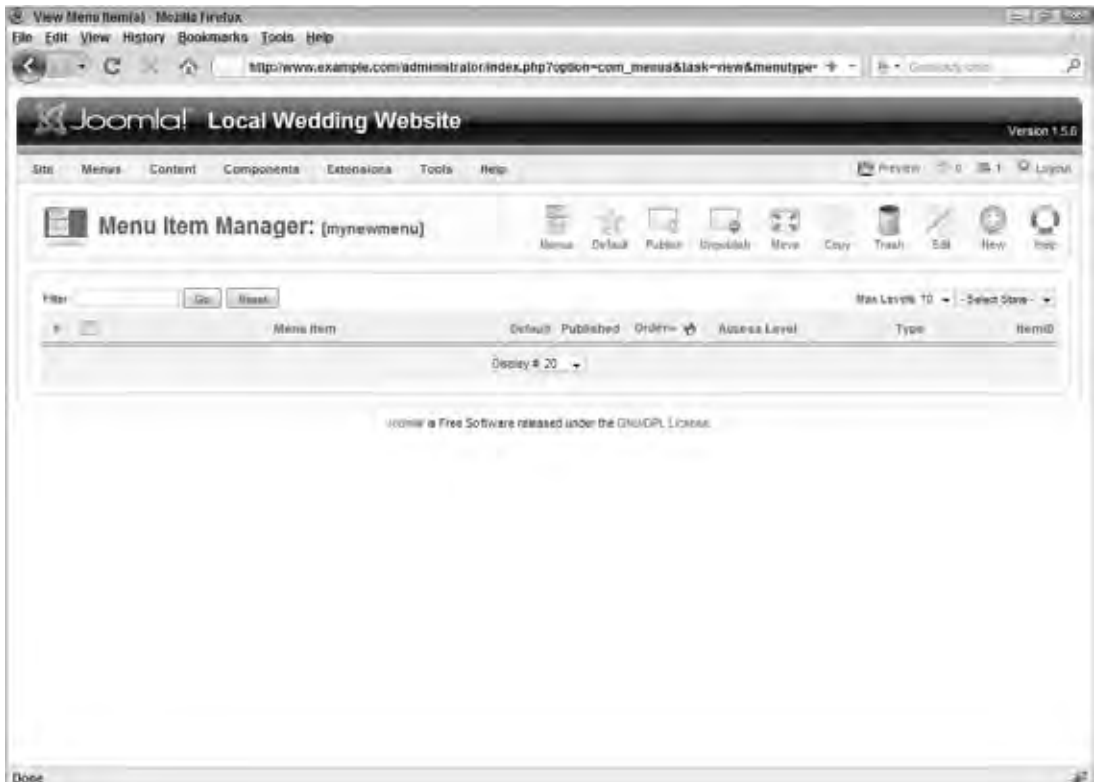 View Menu Item(s) Mozilla Firefox
File Edit View History Bookmarks Tools Help
http://www.example.com/administrator/index.php?option=com_menus&task=view&menutype=
Joomla! Local Wedding Website
Version 1.5.6
Site Menus Content Components Extensions Tools Help
Preview 0 1 Logout
Menu Item Manager: [mynewmenu]
Menus Default Publish Unpublish Move Copy Trash Edit New Help
Filter Go Reset
Max Levels 10 - Select State -
# Menu Item Default Published Order Access Level Type ItemID
Display # 20
Joomla! is Free Software released under the GNU/GPL License.
Done